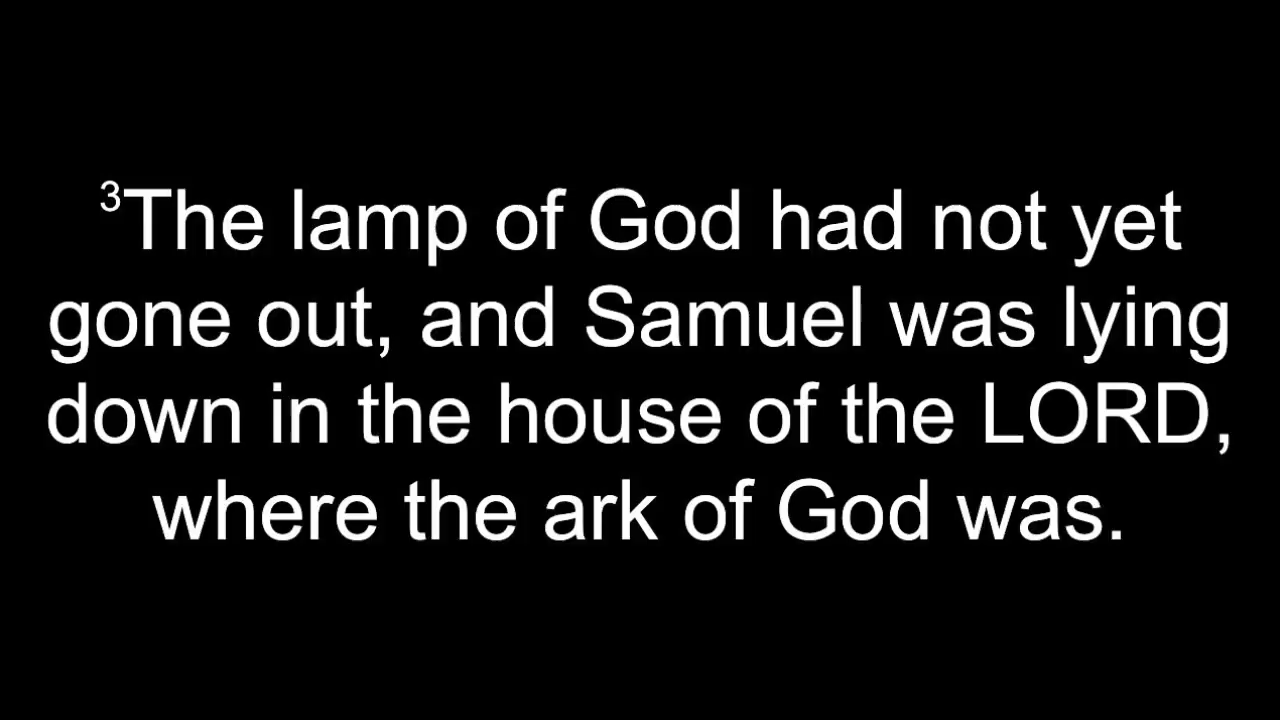 ³The lamp of God had not yet
gone out, and Samuel was lying
down in the house of the LORD,
where the ark of God was.